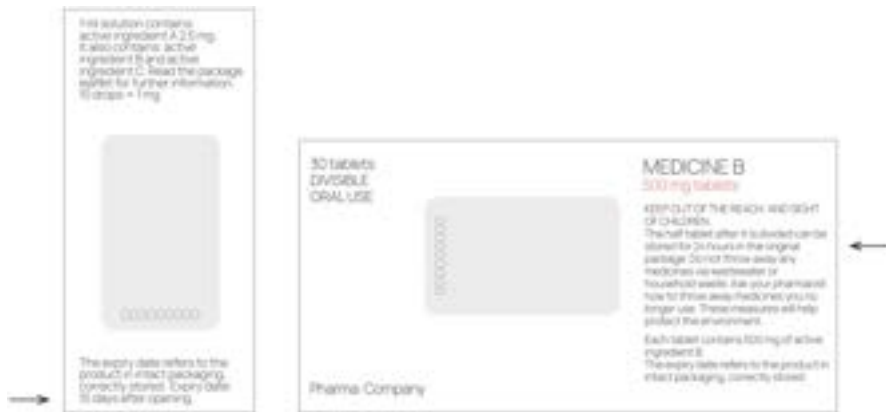 1 ml solution contains
active ingredient A 2.5 mg.
It also contains: active
ingredient B and active
ingredient C. Read the package
leaflet for further information.
10 drops = 1 mg
000000000
The expiry date refers to the
product in intact packaging,
correctly stored. Expiry date:
15 days after opening.
30 tablets
DIVISIBLE
ORAL USE
000000000
Pharma Company
MEDICINE B
500 mg tablets
KEEP OUT OF THE REACH AND SIGHT
OF CHILDREN.
The half tablet after it is divided can be
stored for 24 hours in the original
package. Do not throw away any
medicines via wastewater or
household waste. Ask your pharmacist
how to throw away medicines you no
longer use. These measures will help
protect the environment.
Each tablet contains 500 mg of active
ingredient B.
The expiry date refers to the product in
intact packaging, correctly stored.